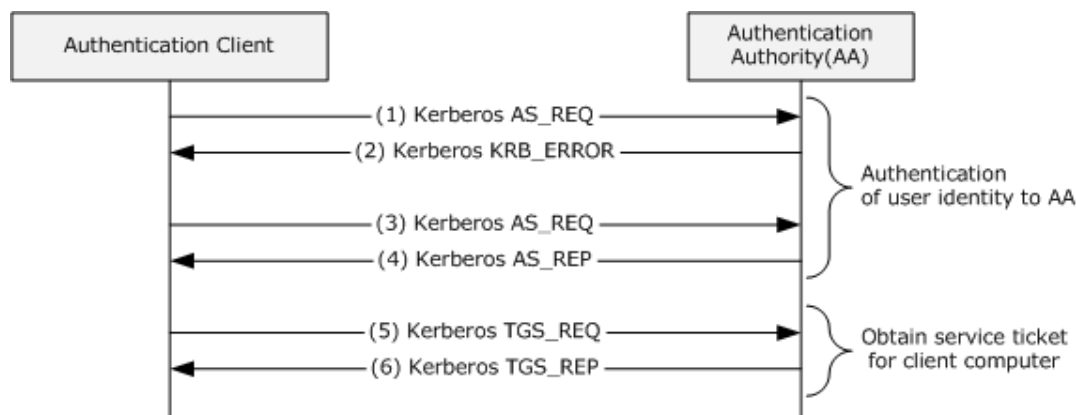 Authentication Client
Authentication
Authority(AA)
(1) Kerberos AS_REQ
(2) Kerberos KRB_ERROR
Authentication
of user identity to AA
(3) Kerberos AS_REQ
(4) Kerberos AS_REP
(5) Kerberos TGS_REQ
(6) Kerberos TGS_REP
Obtain service ticket
for client computer